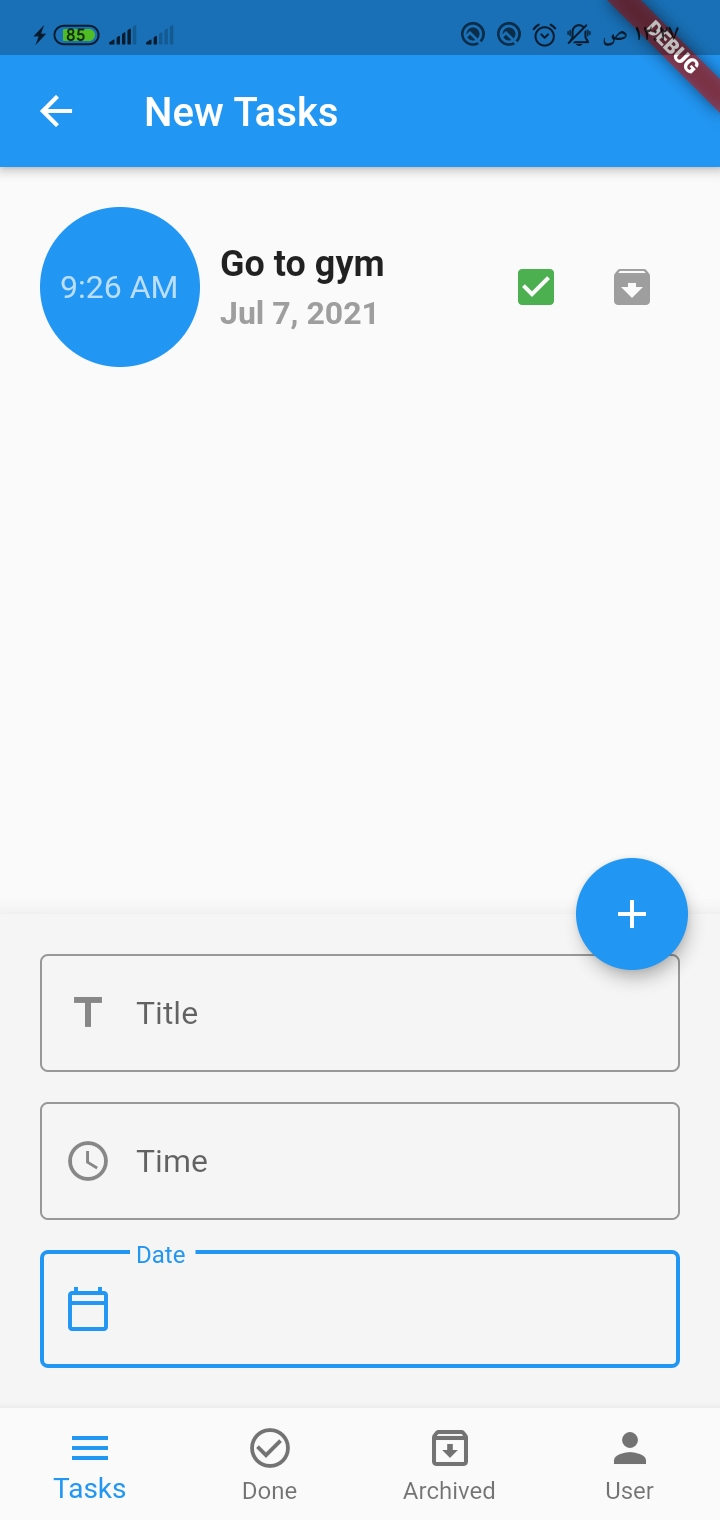 85
ص
DEBUG
New Tasks
9:26 AM
Go to gym
Jul 7, 2021
Title
Time
Date
Tasks
Done
Archived
User